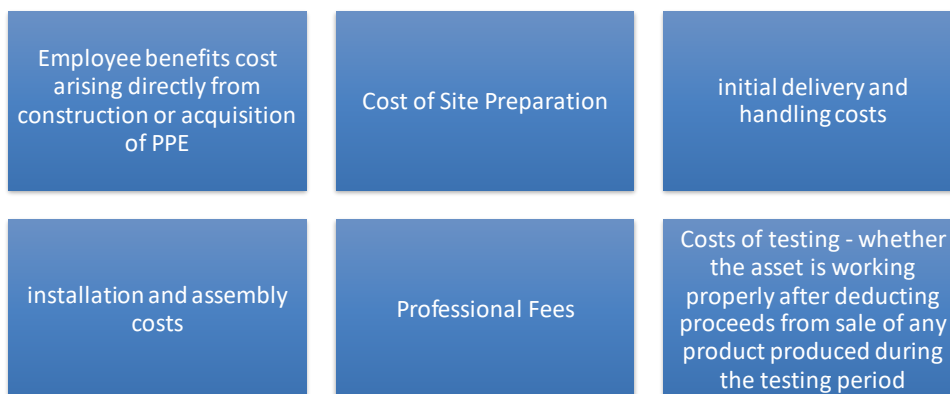 Employee benefits cost
arising directly from
construction or acquisition
of PPE
Cost of Site Preparation
initial delivery and
handling costs
installation and assembly
costs
Professional Fees
Costs of testing - whether
the asset is working
properly after deducting
proceeds from sale of any
product produced during
the testing period